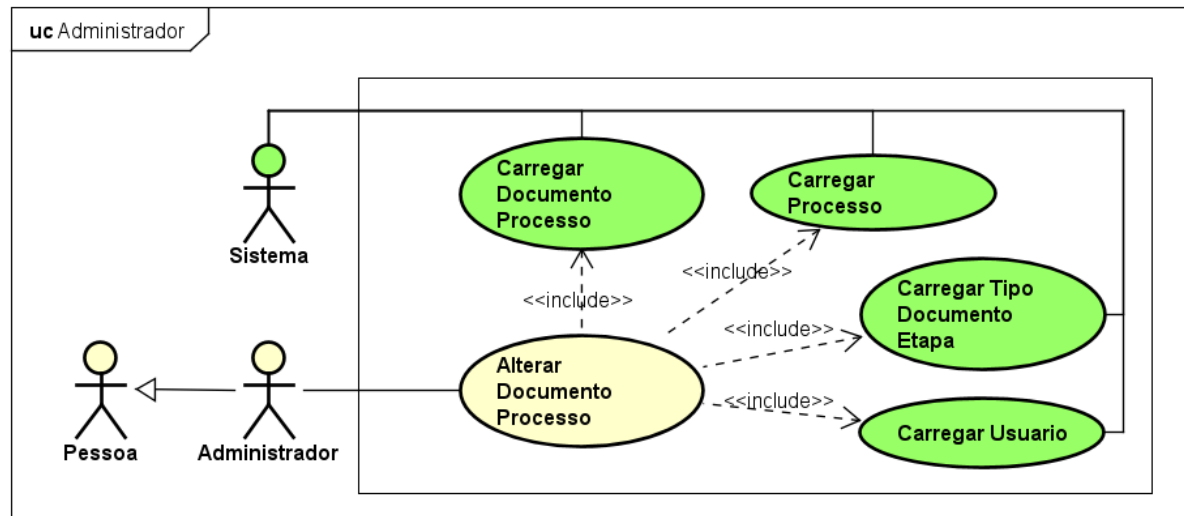 uc Administrador
Carregar
Documento
Processo
Carregar
Processo
Sistema
<<include>>
<<include>>
Carregar Tipo
Documento
Etapa
<<include>>
Alterar
Documento
Processo
<<include>>
Carregar Usuario
Pessoa
Administrador